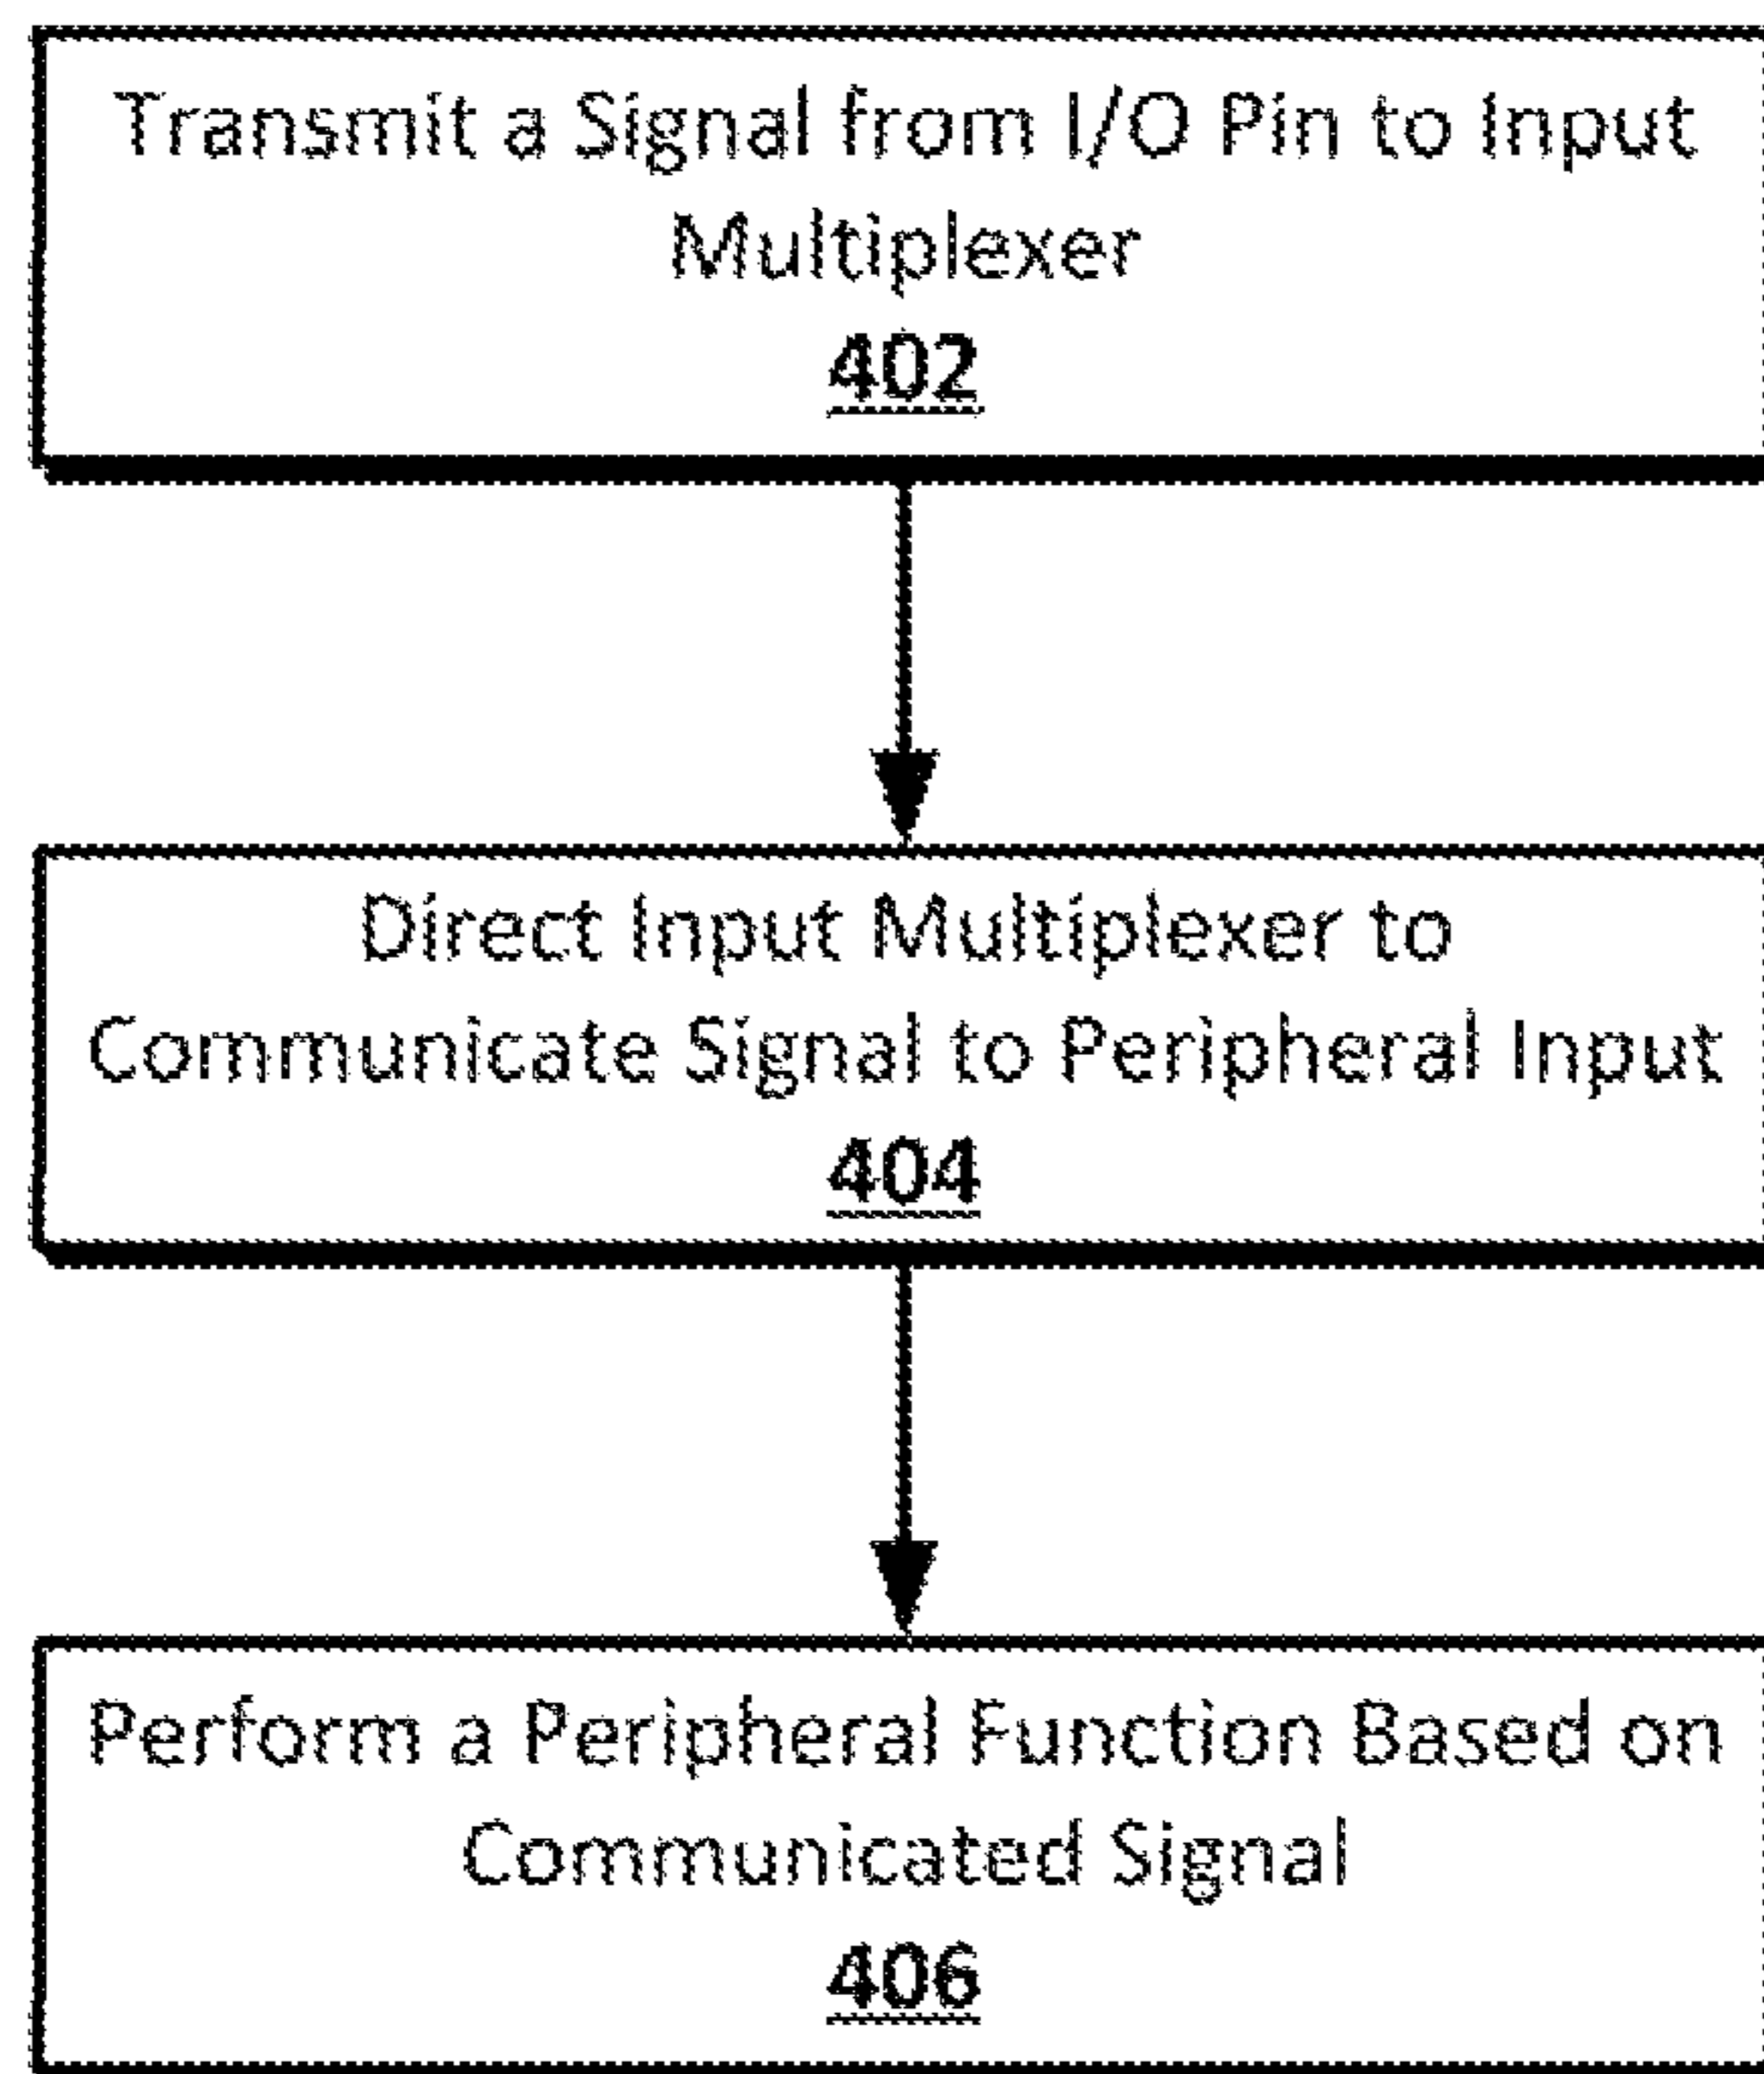 Transmit a Signal from I/O Pin to Input
Multiplexer
402
Direct Input Multiplexer to
Communicate Signal to Peripheral Input
404
Perform a Peripheral Function Based on
Communicated Signal
406